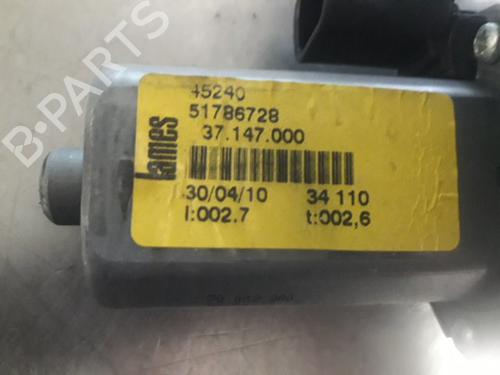 B-PARTS
45240
51786728
37.147.000
Lames
30/04/10 34 110
I:002.7 t:002,6